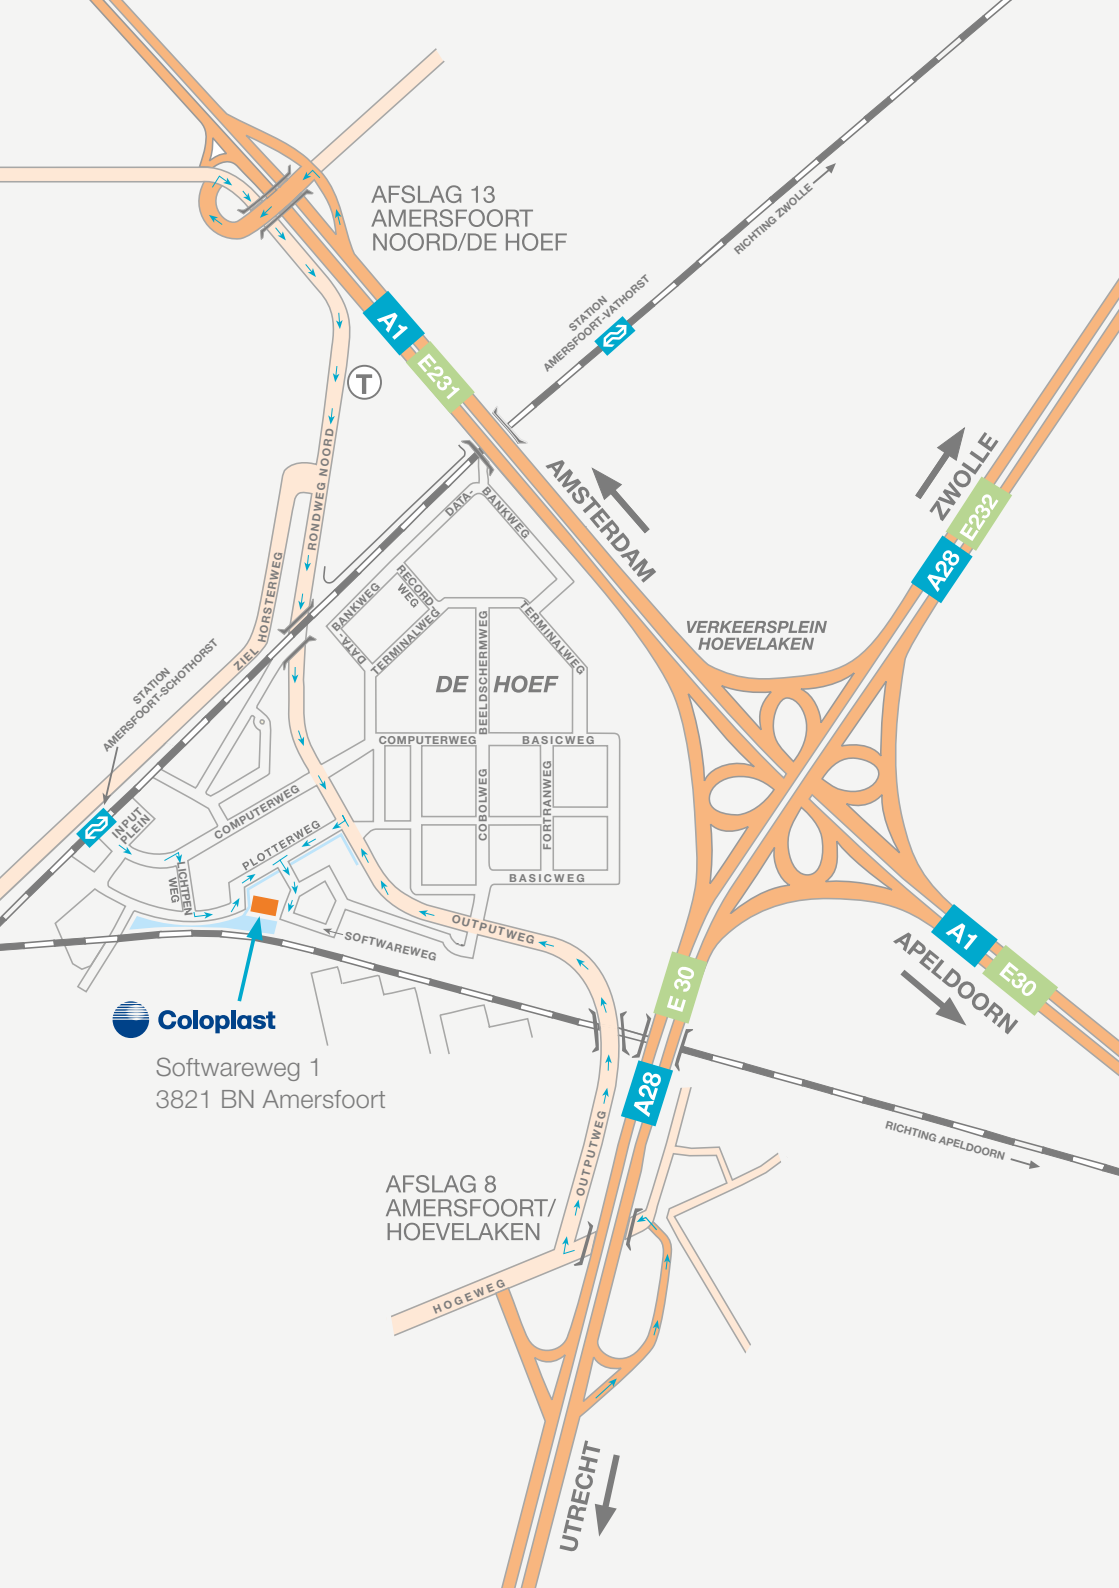 AFSLAG 13
AMERSFOORT
NOORD/DE HOEF
RICHTING ZWOLLE
STATION
AMERSFOORT-VATHORST
A1
E231
T
RONDWEG NOORD
DATA-
BANKWEG
AMSTERDAM
ZWOLLE
E232
A28
ZIEL HORSTERWEG
RECORD-
WEG
BANKWEG
DATA-
TERMINALWEG
TERMINALWEG
BEELDSCHERMWEG
VERKEERSPLEIN
HOEVELAKEN
STATION
AMERSFOORT-SCHOTHORST
DE HOEF
COMPUTERWEG
BASICWEG
COBOLWEG
FORTRANWEG
COMPUTERWEG
INPUT
PLEIN
PLOTTERWEG
LICHTPEN
WEG
BASICWEG
OUTPUTWEG
SOFTWAREWEG
A1
E30
APELDOORN
E 30
Coloplast
Softwareweg 1
3821 BN Amersfoort
A28
OUTPUTWEG
RICHTING APELDOORN
AFSLAG 8
AMERSFOORT/
HOEVELAKEN
HOGEWEG
UTRECHT